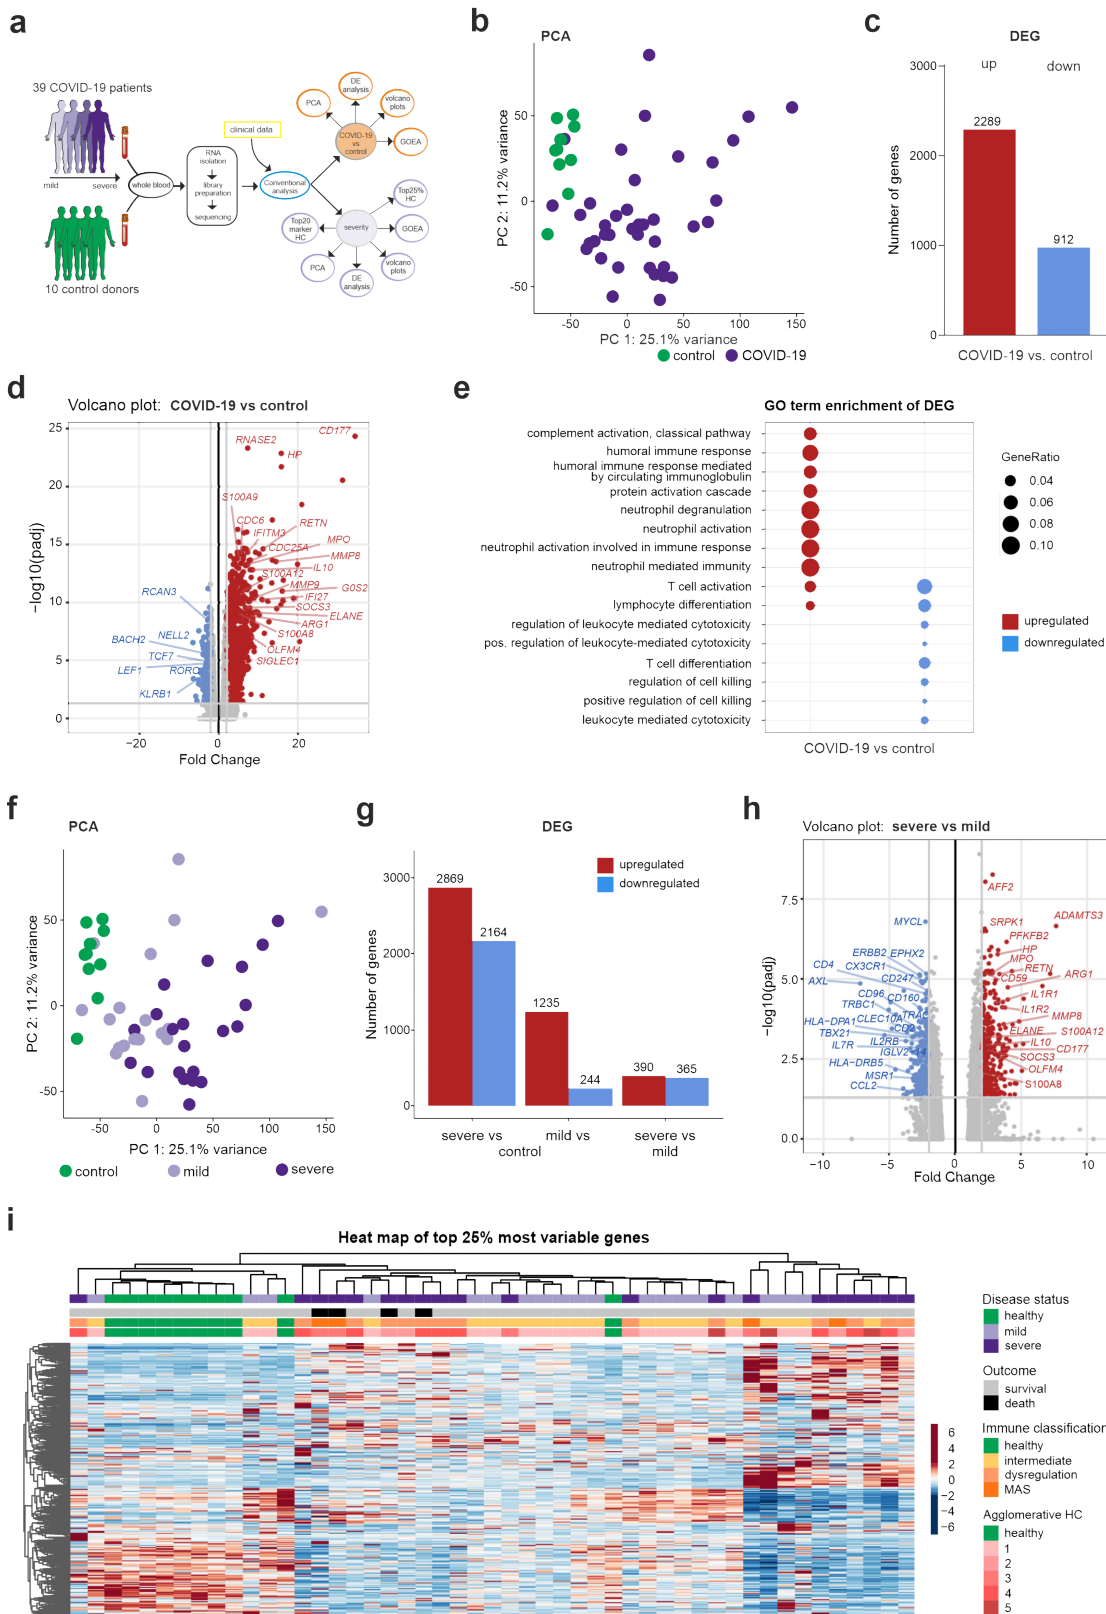 a
39 COVID-19 patients
mild
severe
10 control donors
whole blood
RNA
isolation
library
preparation
sequencing
clinical data
Conventional
analysis
COVID-19
vs
control
PCA
DE
analysis
volcano
plots
GOEA
severity
Top25%
HC
GOEA
volcano
plots
DE
analysis
PCA
Top20
marker
HC
b
PCA
PC 2: 11.2% variance
50
0
-50
-50
0
50
100
150
PC 1: 25.1% variance
control
COVID-19
c
DEG
up
down
Number of genes
3000
2000
1000
0
2289
912
COVID-19 vs. control
d
Volcano plot: COVID-19 vs control
−log10(padj)
25
20
15
10
5
0
−20
0
20
Fold Change
CD177
RNASE2
HP
S100A9
CDC6
RETN
IFITM3
MPO
CDC25A
MMP8
IL10
S100A12
MMP9
G0S2
IFI27
SOCS3
ELANE
ARG1
S100A8
OLFM4
SIGLEC1
RCAN3
NELL2
BACH2
TCF7
LEF1
RORC
KLRB1
e
GO term enrichment of DEG
complement activation, classical pathway
humoral immune response
humoral immune response mediated
by circulating immunoglobulin
protein activation cascade
neutrophil degranulation
neutrophil activation
neutrophil activation involved in immune response
neutrophil mediated immunity
T cell activation
lymphocyte differentiation
regulation of leukocyte mediated cytotoxicity
pos. regulation of leukocyte-mediated cytotoxicity
T cell differentiation
regulation of cell killing
positive regulation of cell killing
leukocyte mediated cytotoxicity
COVID-19 vs control
GeneRatio
0.04
0.06
0.08
0.10
upregulated
downregulated
f
PCA
PC 2: 11.2% variance
50
0
-50
-50
0
50
100
150
PC 1: 25.1% variance
control
mild
severe
g
DEG
upregulated
downregulated
Number of genes
3000
2000
1000
0
2869
2164
1235
244
390
365
severe vs
mild vs
control
severe vs
mild
h
Volcano plot: severe vs mild
−log10(padj)
7.5
5.0
2.5
0.0
−10
−5
0
5
10
Fold Change
AFF2
MYCL
SRPK1
ADAMTS3
PFKFB2
HP
MPO
RETN
CD59
ARG1
IL1R1
IL1R2
MMP8
ELANE
S100A12
IL10
CD177
SOCS3
OLFM4
S100A8
ERBB2
EPHX2
CD4
CX3CR1
AXL
CD247
CD96
CD160
TRBC1
CLEC10A
TRAC
HLA-DPA1
CD2
TBX21
IL7R
IL2RB
IGLV2-14
HLA-DRB5
MSR1
CCL2
i
Heat map of top 25% most variable genes
6
4
2
0
−2
−4
−6
Disease status
healthy
mild
severe
Outcome
survival
death
Immune classification
healthy
intermediate
dysregulation
MAS
Agglomerative HC
healthy
1
2
3
4
5